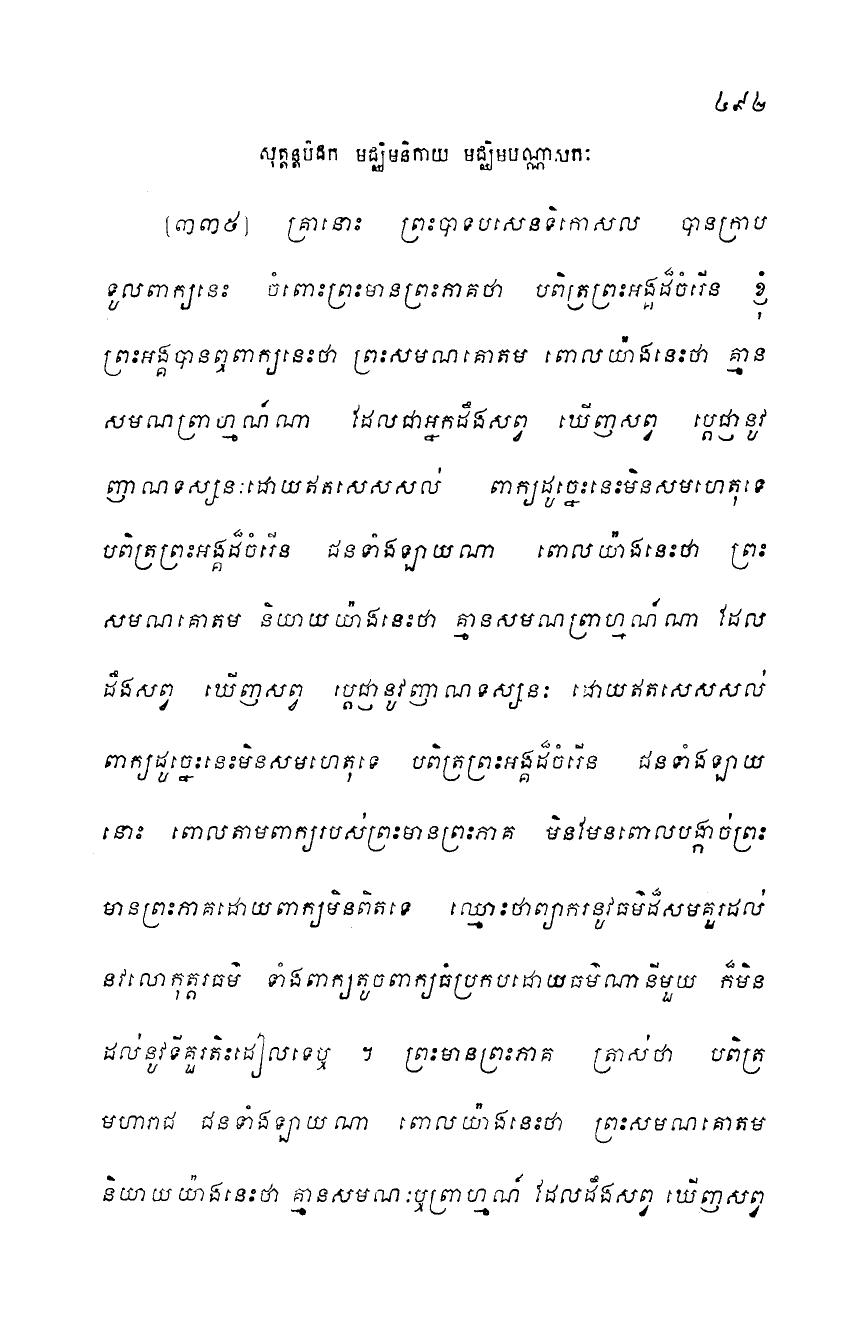 ៤៩២
សុត្តន្តបិដក មជ្ឈិមនិកាយ មជ្ឈិមបណ្ណាសកៈ
[៣៣៥] គ្រានោះ ព្រះបាទបសេនទិកោសល បានក្រាប
ទូលពាក្យនេះ ចំពោះព្រះមានព្រះភាគថា បពិត្រព្រះអង្គដ៏ចំរើន ខ្ញុំ
ព្រះអង្គបានឮពាក្យនេះថា ព្រះសមណគោតម ពោលយ៉ាងនេះថា គ្មាន
សមណព្រាហ្មណ៍ណា ដែលជាអ្នកដឹងសព្វ ឃើញសព្វ ប្តេជ្ញានូវ
ញាណទស្សនៈដោយឥតសេសសល់ ពាក្យដូច្នេះនេះមិនសមហេតុទេ
បពិត្រព្រះអង្គដ៏ចំរើន ជនទាំងឡាយណា ពោលយ៉ាងនេះថា ព្រះ
សមណគោតម និយាយយ៉ាងនេះថា គ្មានសមណព្រាហ្មណ៍ណា ដែល
ដឹងសព្វ ឃើញសព្វ ប្តេជ្ញានូវញាណទស្សនៈ ដោយឥតសេសសល់
ពាក្យដូច្នេះនេះមិនសមហេតុទេ បពិត្រព្រះអង្គដ៏ចំរើន ជនទាំងឡាយ
នោះ ពោលតាមពាក្យរបស់ព្រះមានព្រះភាគ មិនមែនពោលបង្កាច់ព្រះ
មានព្រះភាគដោយពាក្យមិនពិតទេ ឈ្មោះថាព្យាករនូវធម៌ដ៏សមគួរដល់
នវលោកុត្តរធម៌ ទាំងពាក្យតូចពាក្យធំប្រកបដោយធម៌ណានីមួយ ក៏មិន
ដល់នូវទីគួរតិះដៀលទេឬ ។ ព្រះមានព្រះភាគ ត្រាស់ថា បពិត្រ
មហារាជ ជនទាំងឡាយណា ពោលយ៉ាងនេះថា ព្រះសមណគោតម
និយាយយ៉ាងនេះថា គ្មានសមណៈឬព្រាហ្មណ៍ ដែលដឹងសព្វ ឃើញសព្វ